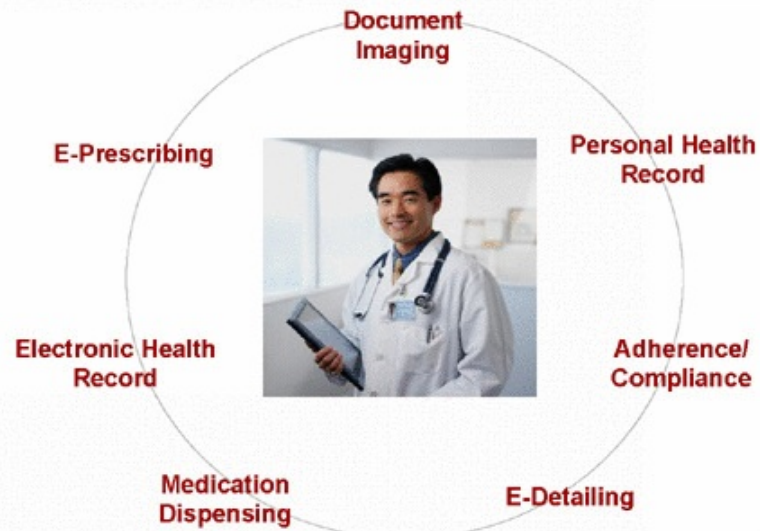 Document
Imaging
E-Prescribing
Personal Health
Record
Electronic Health
Record
Adherence/
Compliance
Medication
Dispensing
E-Detailing